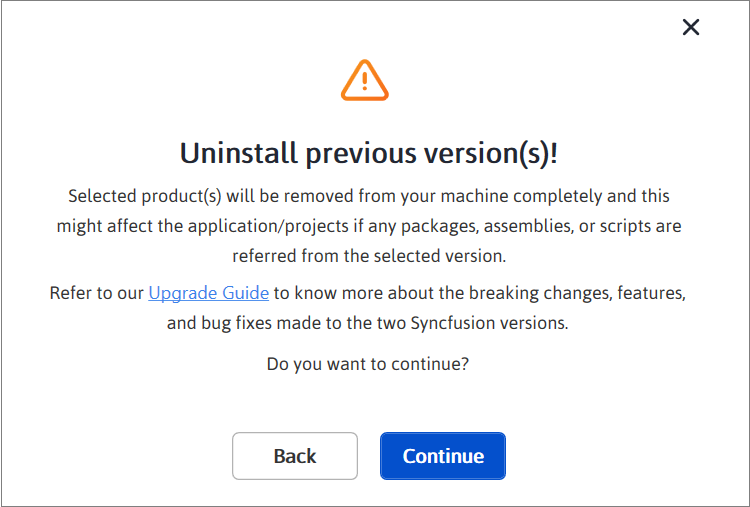 Uninstall previous version(s)!
Selected product(s) will be removed from your machine completely and this
might affect the application/projects if any packages, assemblies, or scripts are
referred from the selected version.
Refer to our Upgrade Guide to know more about the breaking changes, features,
and bug fixes made to the two Syncfusion versions.
Do you want to continue?
Back
Continue